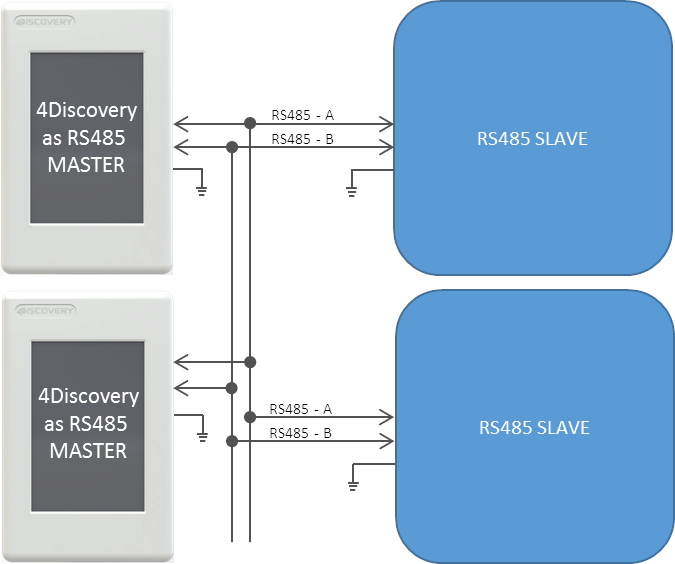 4DISCOVERY
4Discovery
as RS485
MASTER
RS485 - A
RS485 - B
RS485 SLAVE
4DISCOVERY
4Discovery
as RS485
MASTER
RS485 - A
RS485 - B
RS485 SLAVE